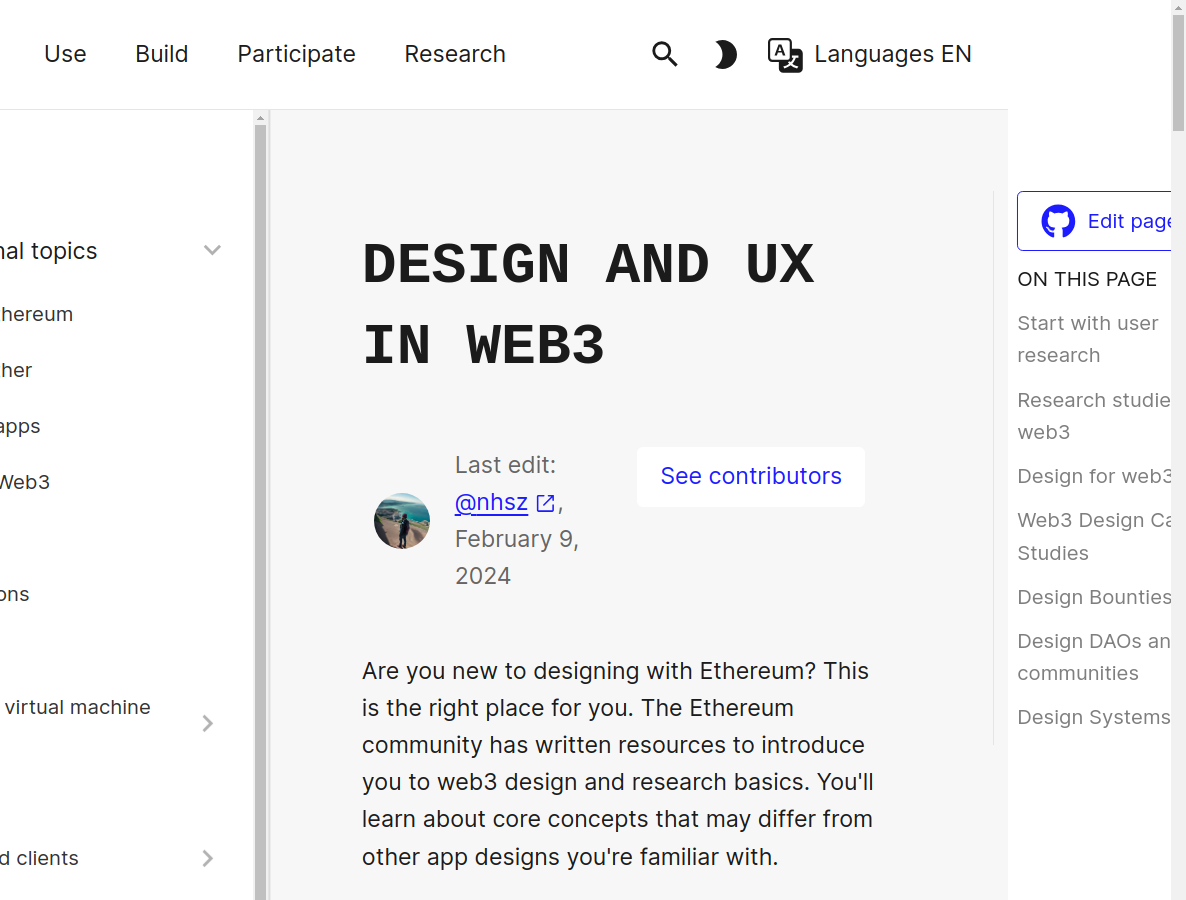 Use Build Participate Research Languages EN
nal topics
hereum
her
apps
Web3
ons
virtual machine
d clients
DESIGN AND UX
IN WEB3
Last edit:
@nhsz,
February 9,
2024
See contributors
Are you new to designing with Ethereum? This
is the right place for you. The Ethereum
community has written resources to introduce
you to web3 design and research basics. You'll
learn about core concepts that may differ from
other app designs you're familiar with.
Edit page
ON THIS PAGE
Start with user
research
Research studie
web3
Design for web3
Web3 Design Ca
Studies
Design Bounties
Design DAOs an
communities
Design Systems